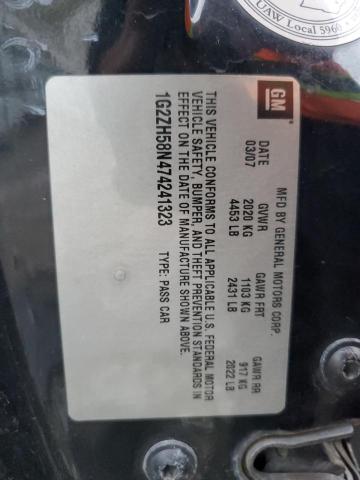 UAW Local 5960
GM
MFD BY GENERAL MOTORS CORP.
DATE GVWR GAWR FRT GAWR RR
03/07 2020 KG 1103 KG 917 KG
4453 LB 2431 LB 2022 LB
THIS VEHICLE CONFORMS TO ALL APPLICABLE U.S. FEDERAL MOTOR
VEHICLE SAFETY, BUMPER, AND THEFT PREVENTION STANDARDS IN
EFFECT ON THE DATE OF MANUFACTURE SHOWN ABOVE.
1G2ZH58N474241323 TYPE: PASS CAR